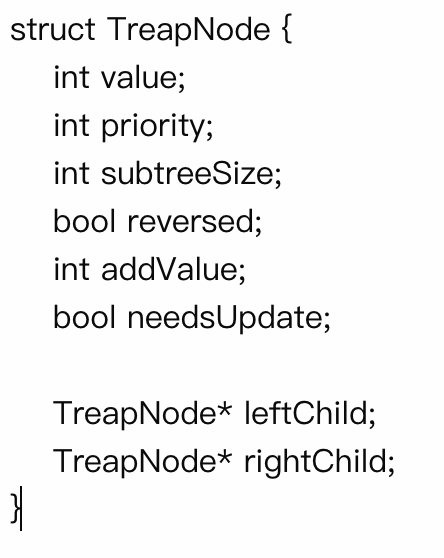 struct TreapNode {
int value;
int priority;
int subtreeSize;
bool reversed;
int addValue;
bool needsUpdate;
TreapNode* leftChild;
TreapNode* rightChild;
}